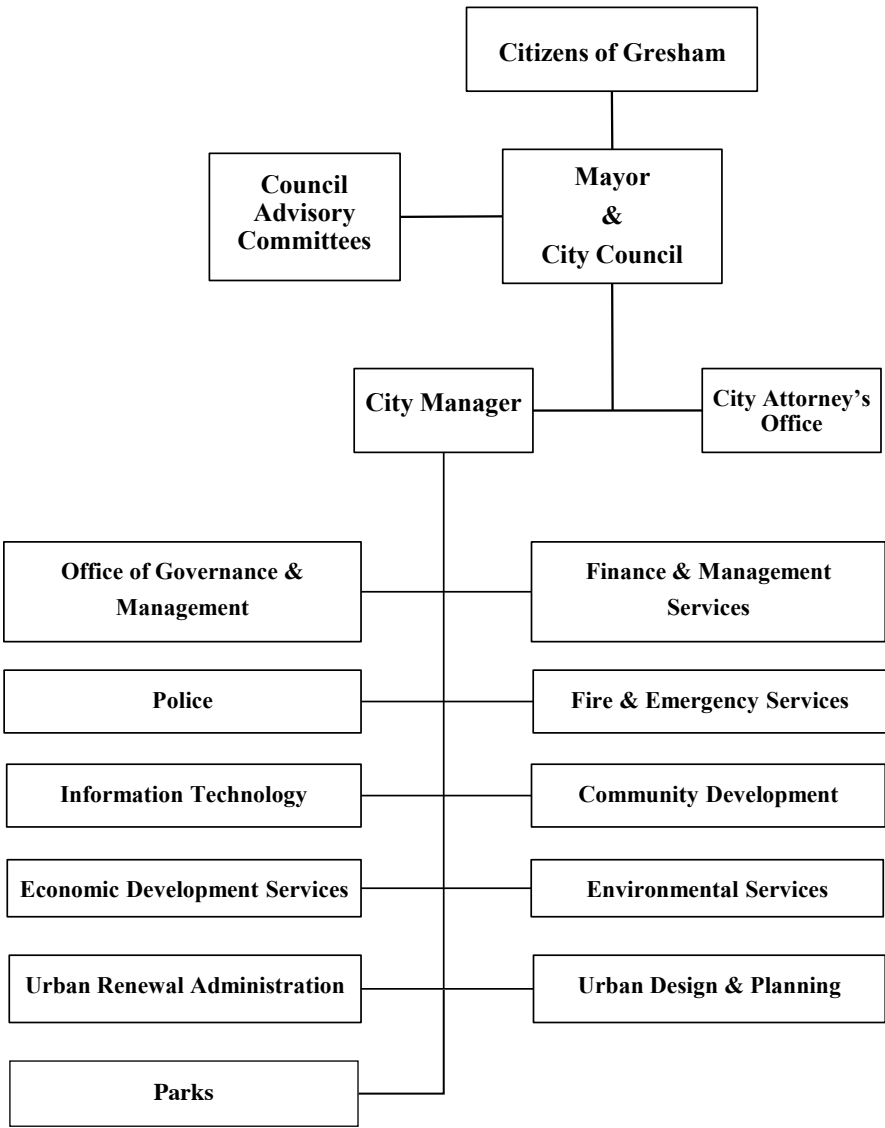 Citizens of Gresham
Council
Advisory
Committees
Mayor
&
City Council
City Manager
City Attorney’s
Office
Office of Governance &
Management
Finance & Management
Services
Police
Fire & Emergency Services
Information Technology
Community Development
Economic Development Services
Environmental Services
Urban Renewal Administration
Urban Design & Planning
Parks